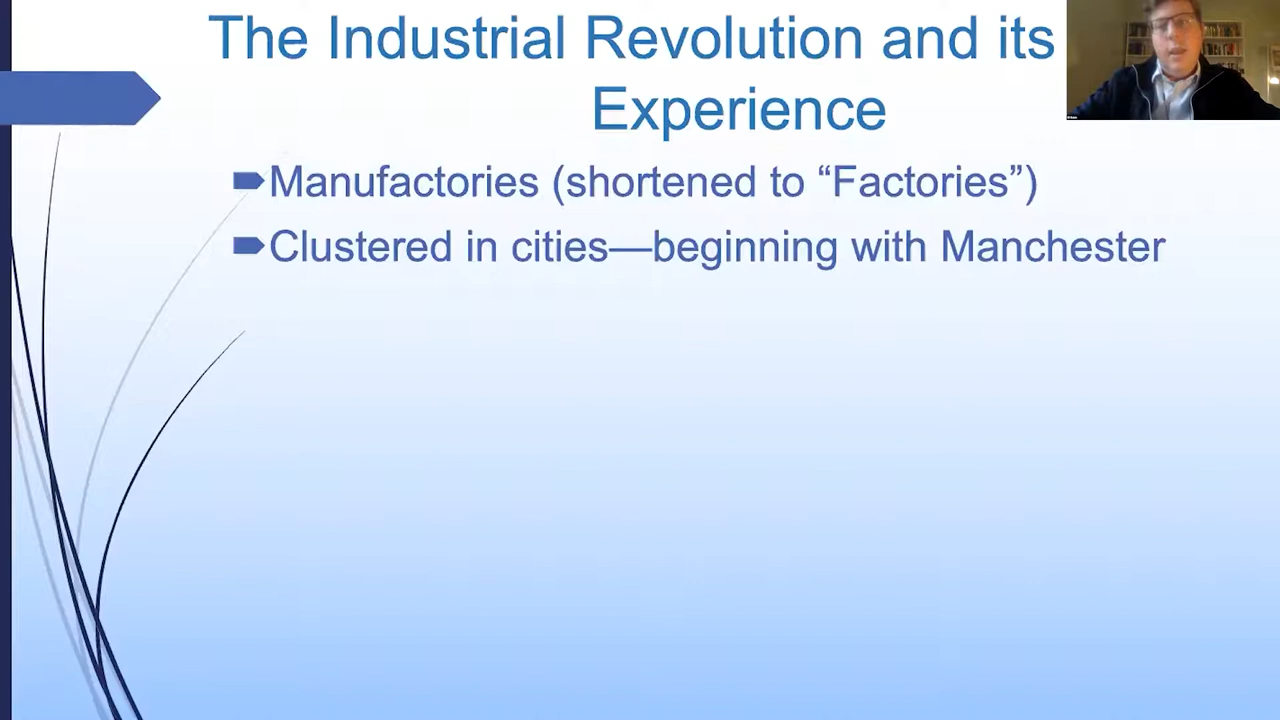 The Industrial Revolution and its
Experience
Manufactories (shortened to “Factories”)
Clustered in cities—beginning with Manchester